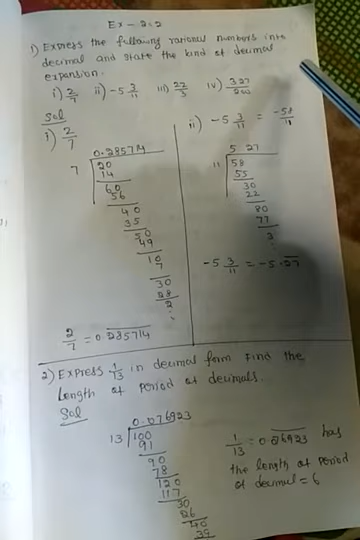 Ex - 2.2
1) Express the following rational numbers into
decimal and state the kind of decimal
expansion.
i) 2/7 ii) -5 3/11 iii) 22/3 iv) 327/200
Sol
i) 2/7
0.285714
7 20
14
60
56
40
35
50
49
10
7
30
28
2
2/7 = 0.285714
ii) -5 3/11 = -58/11
5 27
11 58
55
30
22
80
77
3
-5 3/11 = -5.27
2) Express 1/13 in decimal form Find the
Length of period of decimals.
Sol
0.076923
13 100
91
90
78
120
117
30
26
40
39
1/13 = 0.076923 has
the length of period
of decimal = 6